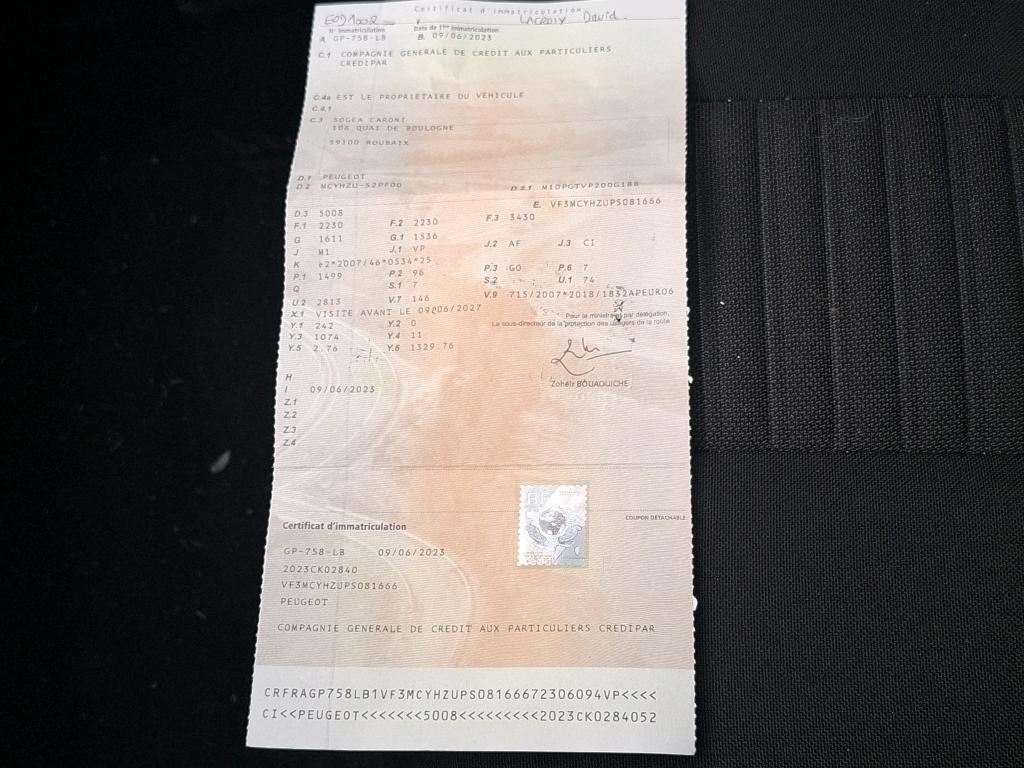 Certificat d'immatriculation
EO91002 LACROIX David.
N° Immatriculation Date de 1ère immatriculation
A. GP-758-LB B. 09/06/2023
C.1 COMPAGNIE GENERALE DE CREDIT AUX PARTICULIERS
CREDIPAR
C.4a EST LE PROPRIÉTAIRE DU VÉHICULE
C.4.1
C.3 SOGEA CARONI
106 QUAI DE BOULOGNE
59100 ROUBAIX
D.1 PEUGEOT
D.2 MCYHZU-S2PF00 D.2.1 M10PGTVP200G188
E. VF3MCYHZUPS081666
D.3 5008
F.1 2230 F.2 2230 F.3 3430
G 1611 G.1 1536
J M1 J.1 VP J.2 AF J.3 CI
K e2*2007/46*0534*25
P.1 1499 P.2 96 P.3 GO P.6 7
Q S.1 7 S.2 U.1 74
U.2 2813 V.7 146 V.9 715/2007*2018/1832APEURO6
X.1 VISITE AVANT LE 09/06/2027
Y.1 242 Y.2 0
Y.3 1074 Y.4 11
Y.5 2.76 Y.6 1329.76
Pour le ministre et par délégation,
Le sous-directeur de la protection des usagers de la route
Zohéir BOUAOUICHE
H
I 09/06/2023
Z.1
Z.2
Z.3
Z.4
RF
COUPON DÉTACHABLE
Certificat d'immatriculation
GP-758-LB 09/06/2023
2023CK02840
VF3MCYHZUPS081666
PEUGEOT
COMPAGNIE GENERALE DE CREDIT AUX PARTICULIERS CREDIPAR
CRFRAGP758LB1VF3MCYHZUPS08166672306094VP<<<<
CI<<PEUGEOT<<<<<<<5008<<<<<<<<<2023CK0284052